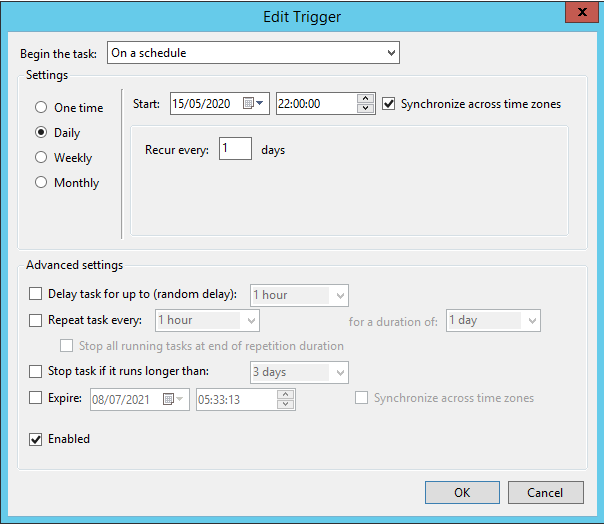 Edit Trigger
x
Begin the task: On a schedule
Settings
One time
Daily
Weekly
Monthly
Start: 15/05/2020 22:00:00 Synchronize across time zones
Recur every: 1 days
Advanced settings
Delay task for up to (random delay): 1 hour
Repeat task every: 1 hour for a duration of: 1 day
Stop all running tasks at end of repetition duration
Stop task if it runs longer than: 3 days
Expire: 08/07/2021 05:33:13 Synchronize across time zones
Enabled
OK Cancel